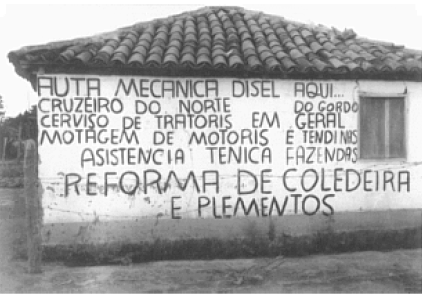 AUTA MECANICA DISEL AQUI...
CRUZEIRO DO NORTE DO GORDO
CERVISO DE TRATORIS EM GERAL
MOTAGEM DE MOTORIS E TENDINAS
ASISTENCIA TENICA FAZENDAS
REFORMA DE COLEDEIRA
E PLEMENTOS